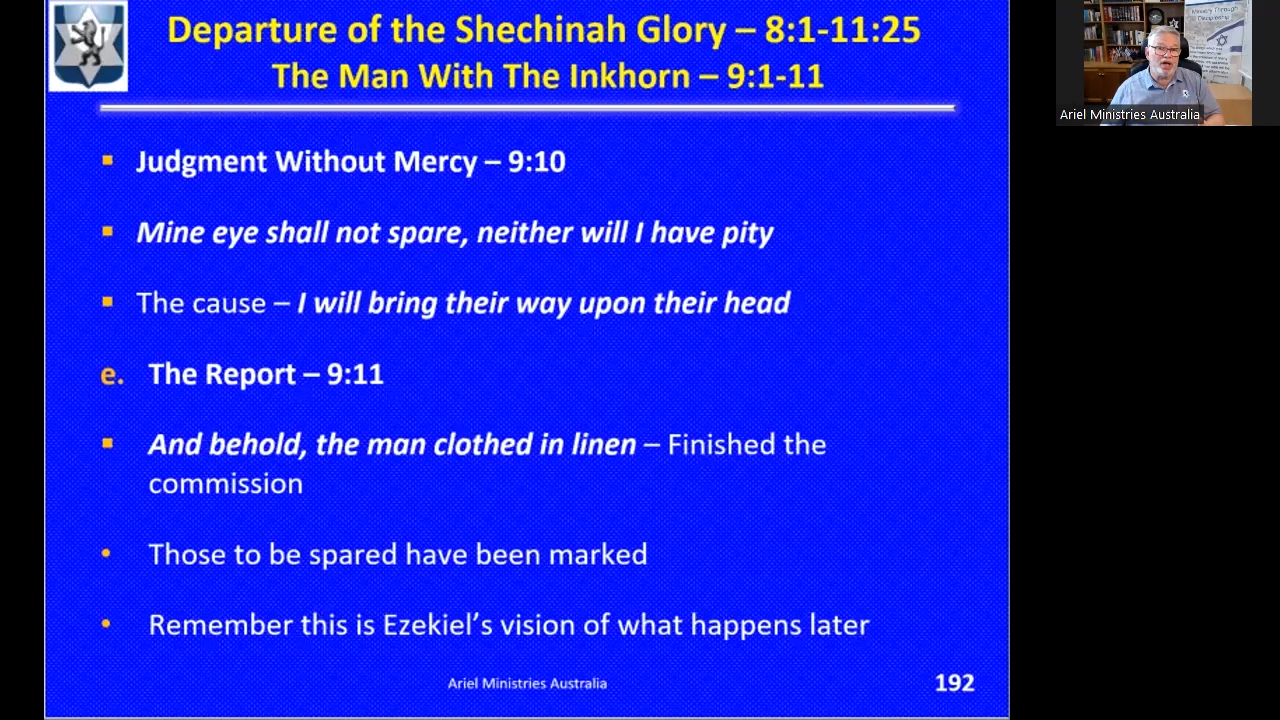 Departure of the Shechinah Glory – 8:1-11:25
The Man With The Inkhorn – 9:1-11
Judgment Without Mercy – 9:10
Mine eye shall not spare, neither will I have pity
The cause – I will bring their way upon their head
e. The Report – 9:11
And behold, the man clothed in linen – Finished the
commission
Those to be spared have been marked
Remember this is Ezekiel’s vision of what happens later
Ariel Ministries Australia
192
Ministry Through
Discipleship
Ariel Ministries Australia